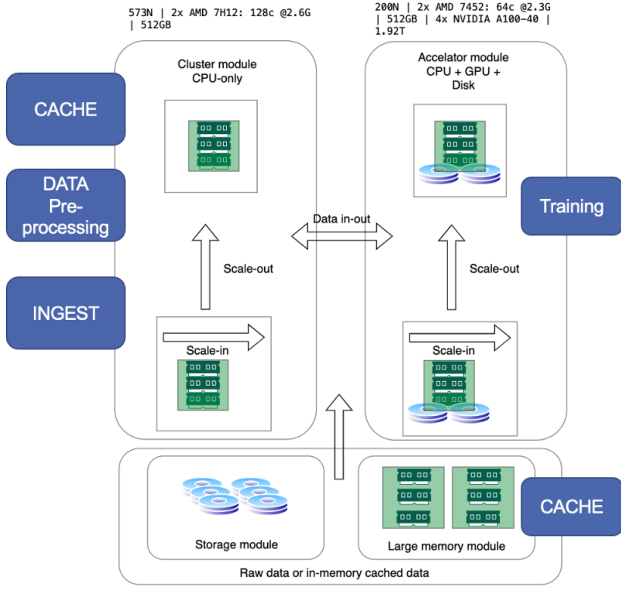 573N | 2x AMD 7H12: 128c @2.6G
| 512GB
200N | 2x AMD 7452: 64c @2.3G
| 512GB | 4x NVIDIA A100-40 |
1.92T
Cluster module
CPU-only
Accelator module
CPU + GPU +
Disk
CACHE
DATA
Pre-
processing
INGEST
Training
Data in-out
Scale-out
Scale-out
Scale-in
Scale-in
Storage module
Large memory module
CACHE
Raw data or in-memory cached data